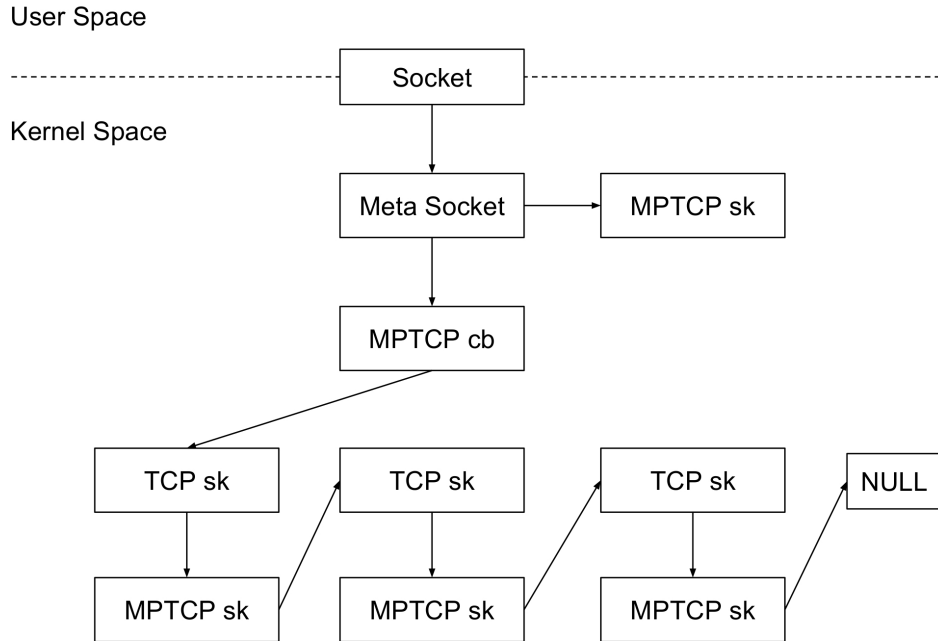 User Space
Socket
Kernel Space
Meta Socket
MPTCP sk
MPTCP cb
TCP sk
TCP sk
TCP sk
NULL
MPTCP sk
MPTCP sk
MPTCP sk